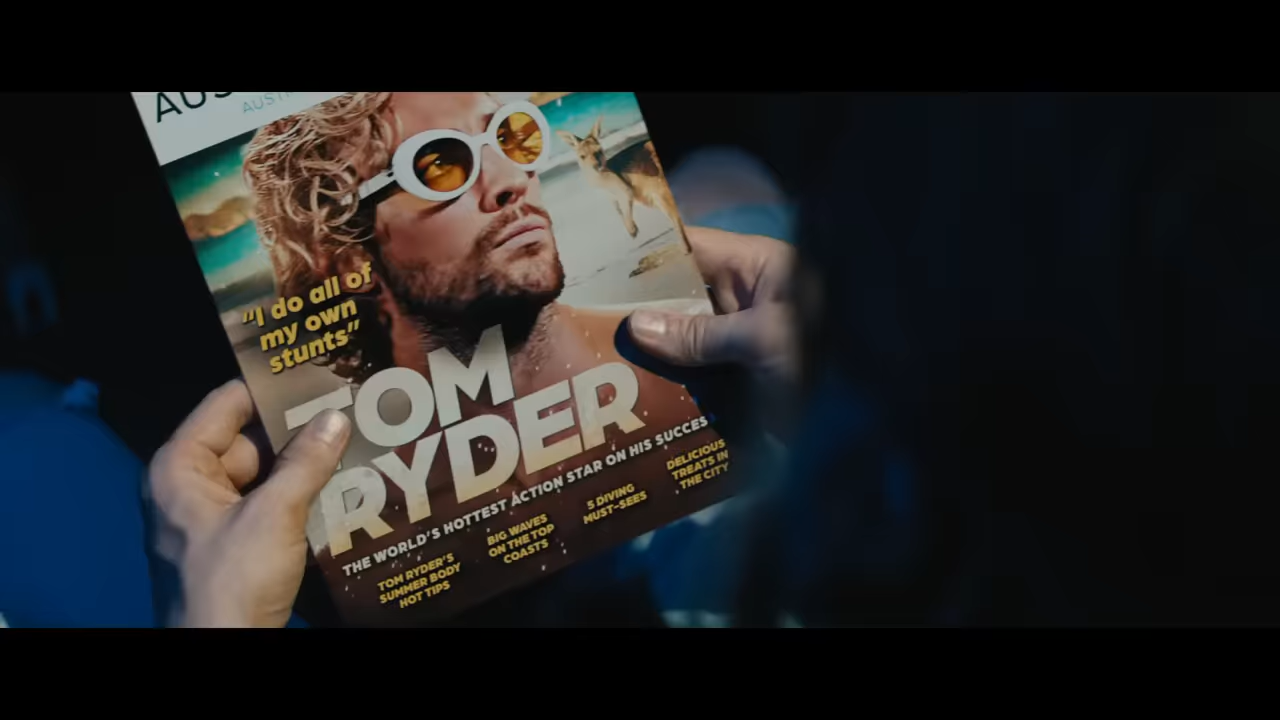 "I do all of
my own
stunts"
TOM
RYDER
THE WORLD'S HOTTEST ACTION STAR ON HIS SUCCES
TOM RYDER'S
SUMMER BODY
HOT TIPS
BIG WAVES
ON THE TOP
COASTS
5 DIVING
MUST-SEES
DELICIOUS
TREATS IN
THE CITY